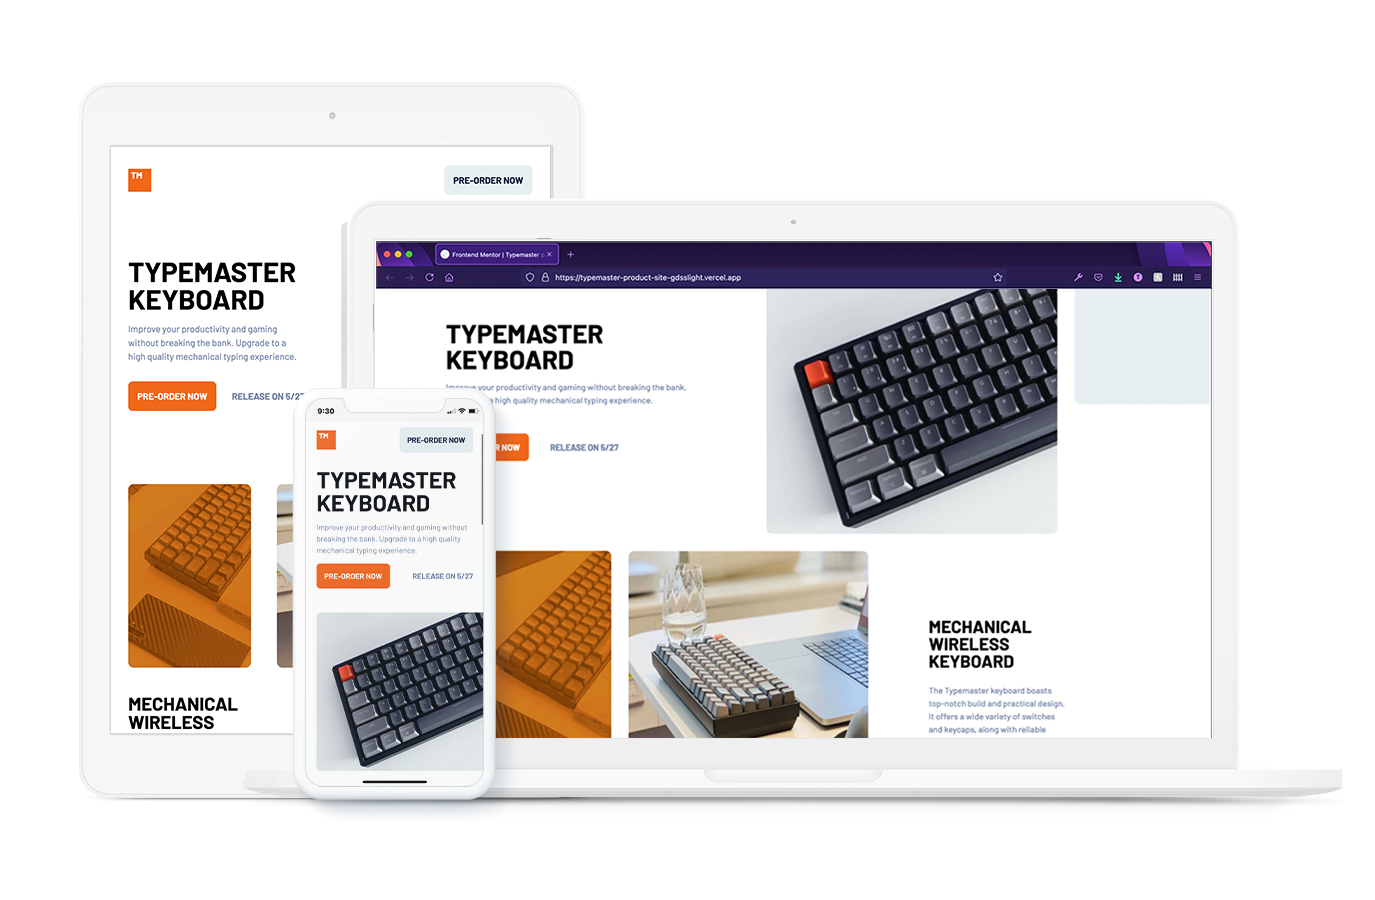 TM
PRE-ORDER NOW
TYPEMASTER
KEYBOARD
Improve your productivity and gaming
without breaking the bank. Upgrade to a
high quality mechanical typing experience.
PRE-ORDER NOW
RELEASE ON 5/27
MECHANICAL
WIRELESS
9:30
TM
PRE-ORDER NOW
TYPEMASTER
KEYBOARD
Improve your productivity and gaming without
breaking the bank. Upgrade to a high quality
mechanical typing experience.
PRE-ORDER NOW
RELEASE ON 5/27
Frontend Mentor | Typemaster p
https://typemaster-product-site-gdsslight.vercel.app
TYPEMASTER
KEYBOARD
Improve your productivity and gaming without breaking the bank.
a high quality mechanical typing experience.
R NOW
RELEASE ON 5/27
MECHANICAL
WIRELESS
KEYBOARD
The Typemaster keyboard boasts
top-notch build and practical design.
It offers a wide variety of switches
and keycaps, along with reliable